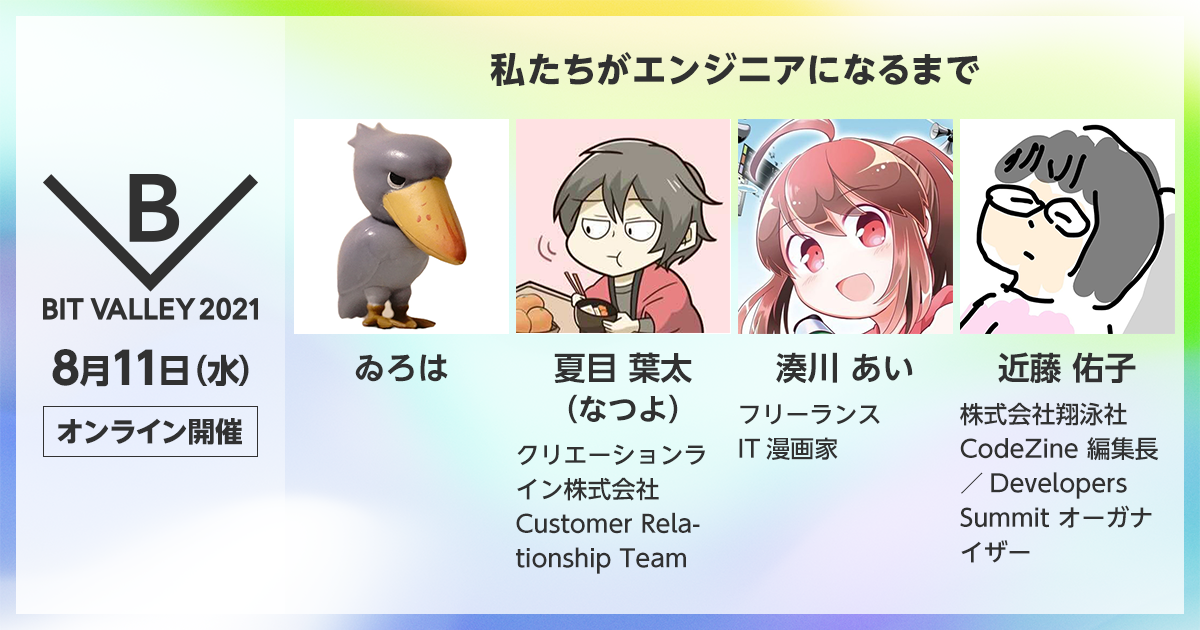 私たちがエンジニアになるまで
B
BIT VALLEY 2021
8月11日(水)
オンライン開催
ゐろは
夏目 葉太
(なつよ)
クリエーションラ
イン株式会社
Customer Rela-
tionship Team
湊川 あい
フリーランス
IT 漫画家
近藤 佑子
株式会社翔泳社
CodeZine 編集長
／ Developers
Summit オーガナ
イザー